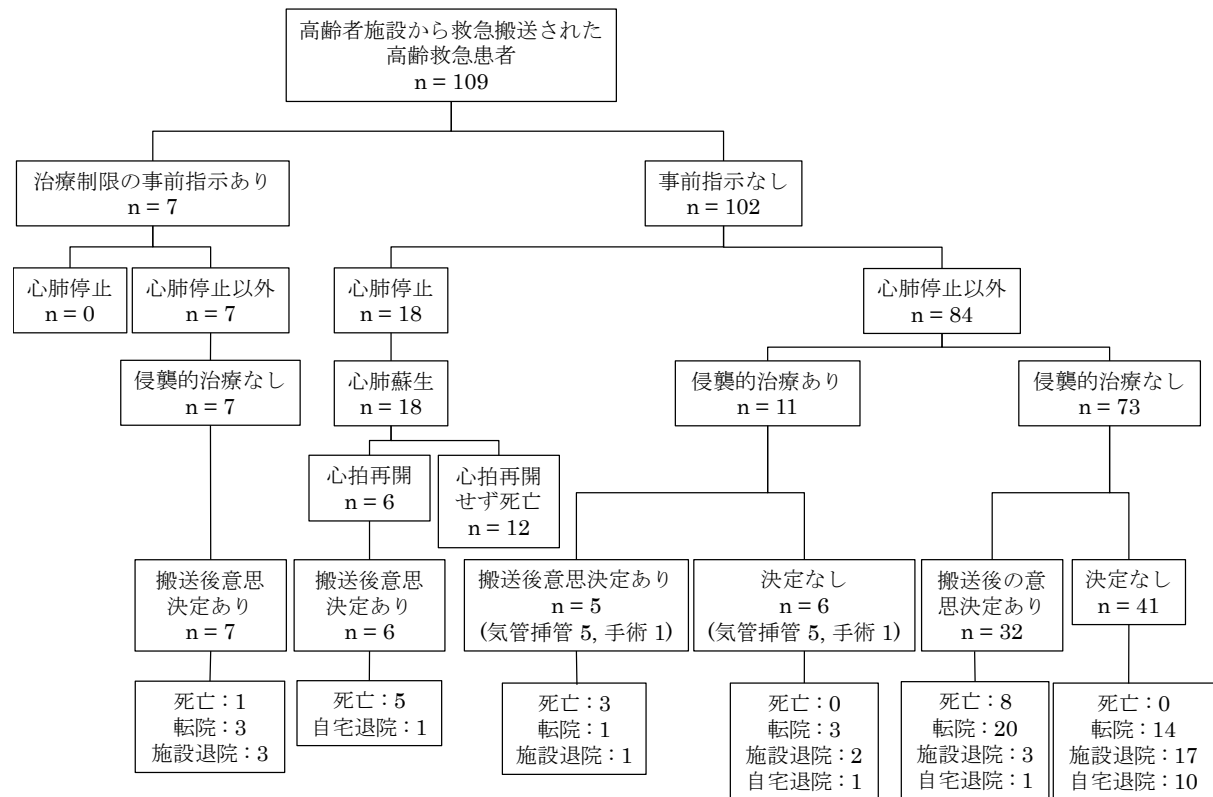 高齢者施設から救急搬送された
高齢救急患者
n = 109
治療制限の事前指示あり
n = 7
事前指示なし
n = 102
心肺停止
n = 0
心肺停止以外
n = 7
心肺停止
n = 18
心肺停止以外
n = 84
侵襲的治療なし
n = 7
心肺蘇生
n = 18
侵襲的治療あり
n = 11
侵襲的治療なし
n = 73
心拍再開
n = 6
心拍再開
せず死亡
n = 12
搬送後意思
決定あり
n = 7
搬送後意思
決定あり
n = 6
搬送後意思決定あり
n = 5
(気管挿管 5, 手術 1)
決定なし
n = 6
(気管挿管 5, 手術 1)
搬送後の意
思決定あり
n = 32
決定なし
n = 41
死亡：1
転院：3
施設退院：3
死亡：5
自宅退院：1
死亡：3
転院：1
施設退院：1
死亡：0
転院：3
施設退院：2
自宅退院：1
死亡：8
転院：20
施設退院：3
自宅退院：1
死亡：0
転院：14
施設退院：17
自宅退院：10